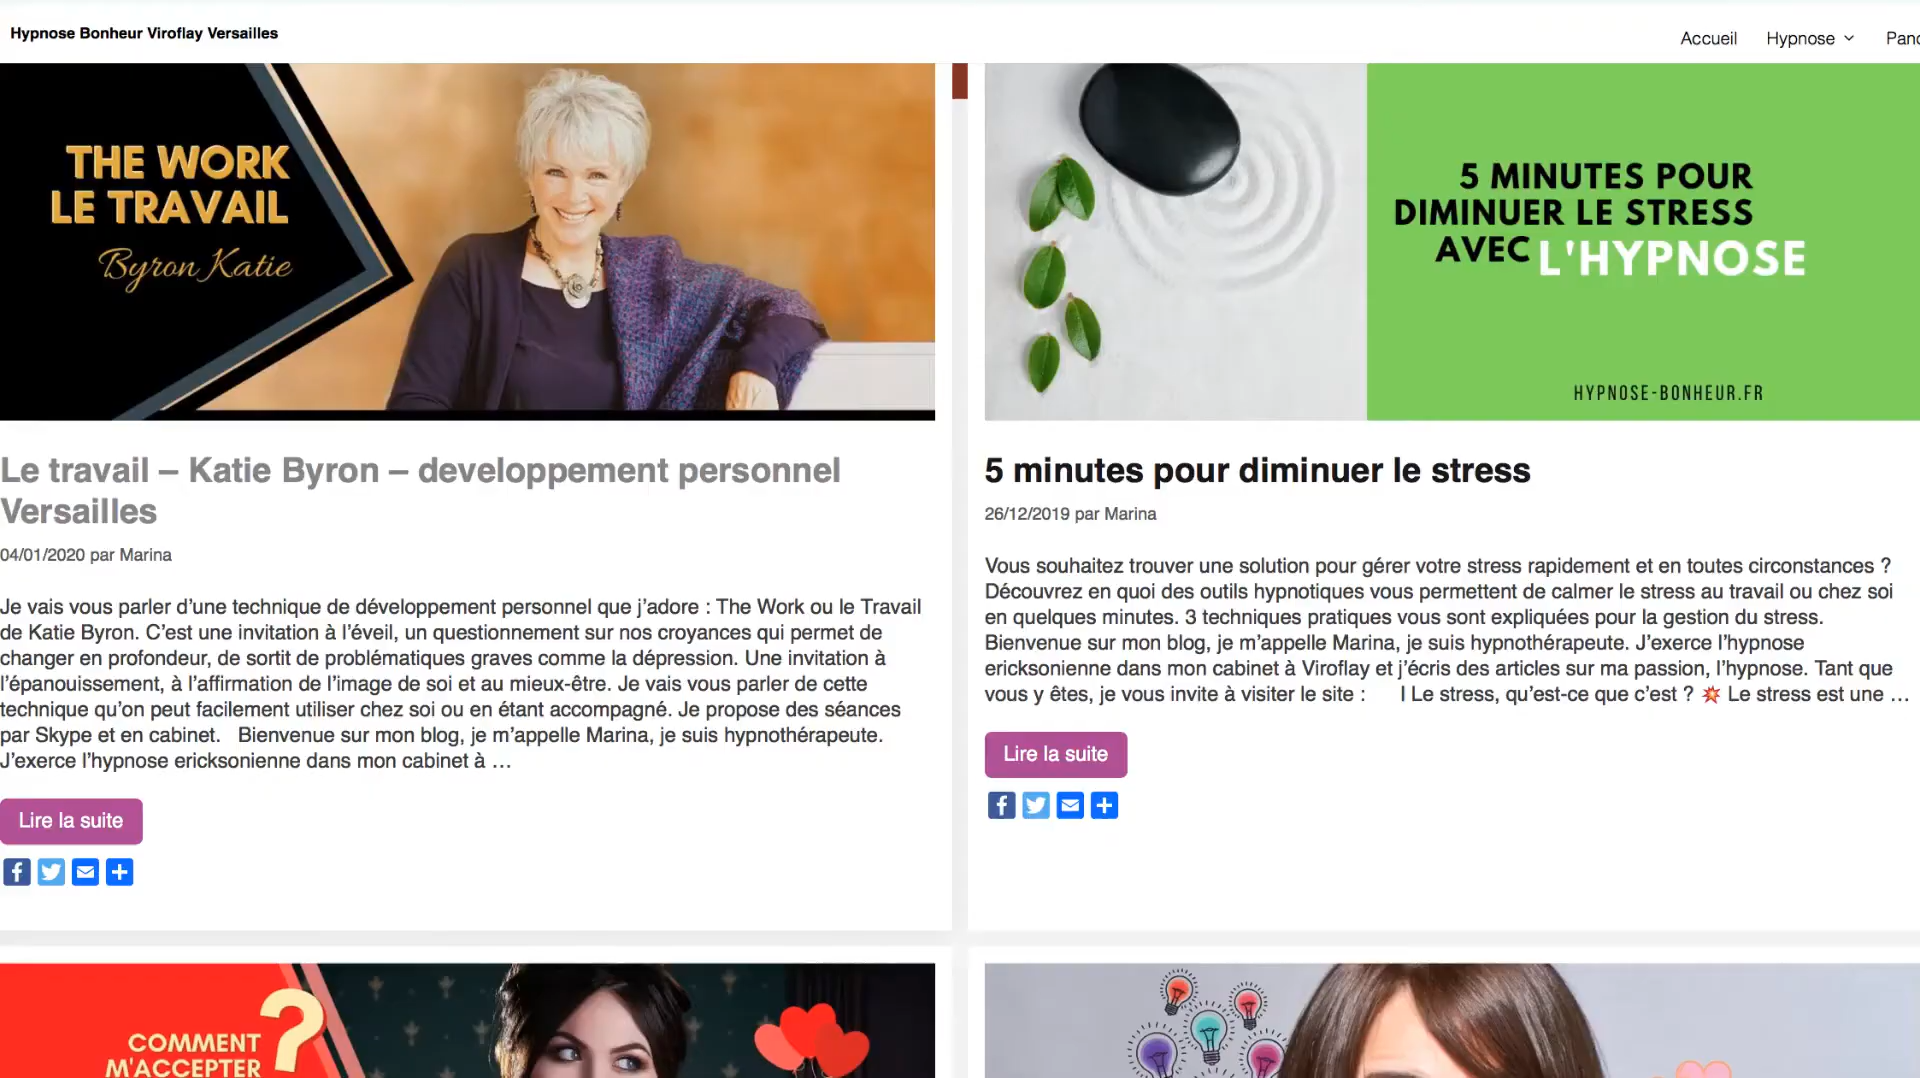 Hypnose Bonheur Viroflay Versailles
Accueil
Hypnose
THE WORK
LE TRAVAIL
Byron Katie
5 MINUTES POUR
DIMINUER LE STRESS
AVEC L'HYPNOSE
HYPNOSE-BONHEUR.FR
Le travail – Katie Byron – developpement personnel
Versailles
04/01/2020 par Marina
Je vais vous parler d’une technique de développement personnel que j’adore : The Work ou le Travail
de Katie Byron. C’est une invitation à l’éveil, un questionnement sur nos croyances qui permet de
changer en profondeur, de sortit de problématiques graves comme la dépression. Une invitation à
l’épanouissement, à l’affirmation de l’image de soi et au mieux-être. Je vais vous parler de cette
technique qu’on peut facilement utiliser chez soi ou en étant accompagné. Je propose des séances
par Skype et en cabinet. Bienvenue sur mon blog, je m’appelle Marina, je suis hypnothérapeute.
J’exerce l’hypnose ericksonienne dans mon cabinet à …
Lire la suite
5 minutes pour diminuer le stress
26/12/2019 par Marina
Vous souhaitez trouver une solution pour gérer votre stress rapidement et en toutes circonstances ?
Découvrez en quoi des outils hypnotiques vous permettent de calmer le stress au travail ou chez soi
en quelques minutes. 3 techniques pratiques vous sont expliquées pour la gestion du stress.
Bienvenue sur mon blog, je m’appelle Marina, je suis hypnothérapeute. J’exerce l’hypnose
ericksonienne dans mon cabinet à Viroflay et j’écris des articles sur ma passion, l’hypnose. Tant que
vous y êtes, je vous invite à visiter le site : I Le stress, qu’est-ce que c’est ? 💥 Le stress est une …
Lire la suite
COMMENT
M'ACCEPTER
?